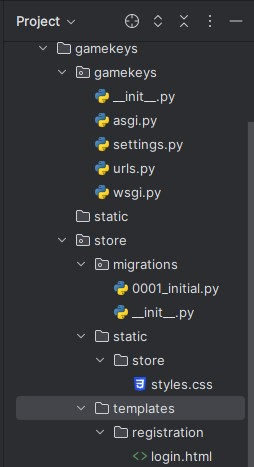 Project
gamekeys
gamekeys
__init__.py
asgi.py
settings.py
urls.py
wsgi.py
static
store
migrations
0001_initial.py
__init__.py
static
store
styles.css
templates
registration
login.html